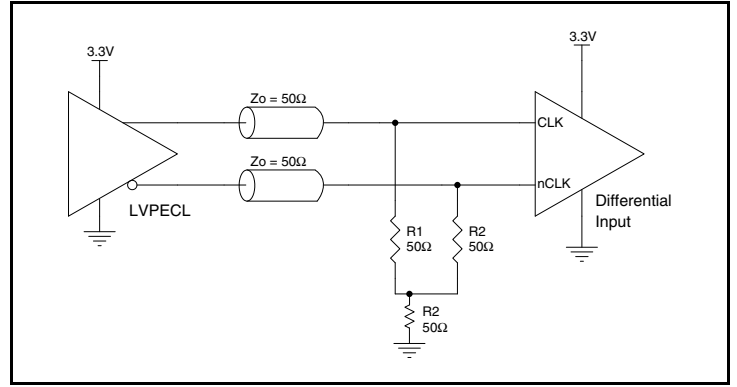 3.3V
3.3V
Zo = 50Ω
CLK
Zo = 50Ω
nCLK
LVPECL
Differential
Input
R1
50Ω
R2
50Ω
R2
50Ω